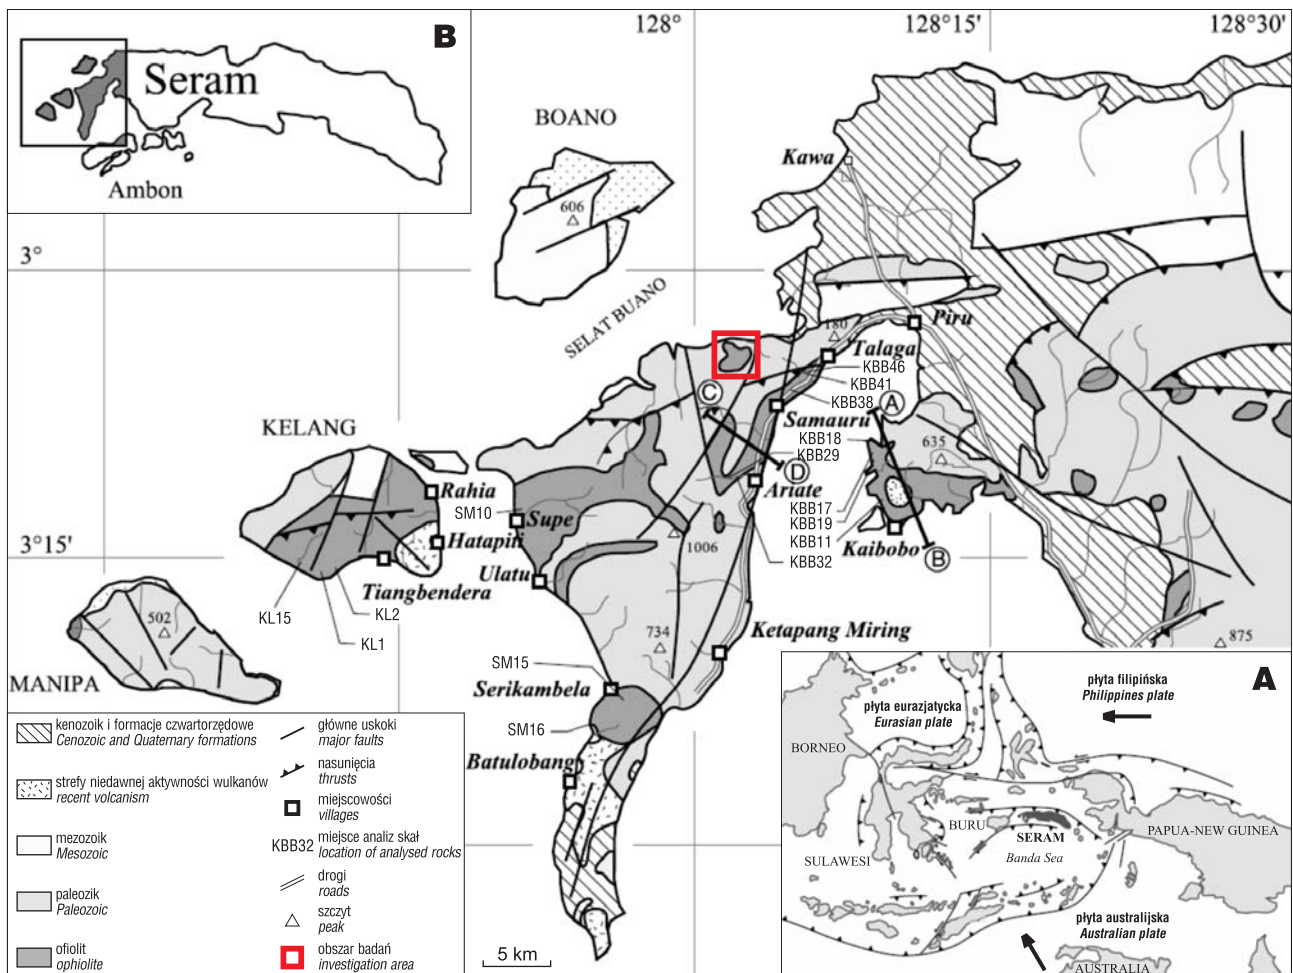 B
Seram
Ambon
128°
128°15'
128°30'
3°
3°15'
BOANO
606
SELAT BUANO
Kawa
Piru
180
Talaga
KBB46
KBB41
KBB38
C
A
Samauru
KBB18
KBB29
635
D
Ariate
KBB17
KBB19
KBB11
Kaibobo
KBB32
B
KELANG
Rahia
SM10
Supe
Hatapiti
1006
Ulatu
Tiangbendera
KL15
KL2
KL1
502
MANIPA
734
Ketapang Miring
875
SM15
Serikambela
SM16
Batulobang
5 km
kenozoik i formacje czwartorzędowe
Cenozoic and Quaternary formations
strefy niedawnej aktywności wulkanów
recent volcanism
mezozoik
Mesozoic
paleozik
Paleozoic
ofiolit
ophiolite
główne uskoki
major faults
nasunięcia
thrusts
miejscowości
villages
KBB32
miejsce analiz skał
location of analysed rocks
drogi
roads
szczyt
peak
obszar badań
investigation area
A
płyta filipińska
Philippines plate
płyta eurazjatycka
Eurasian plate
BORNEO
BURU
SERAM
PAPUA-NEW GUINEA
SULAWESI
Banda Sea
płyta australijska
Australian plate
AUSTRALIA